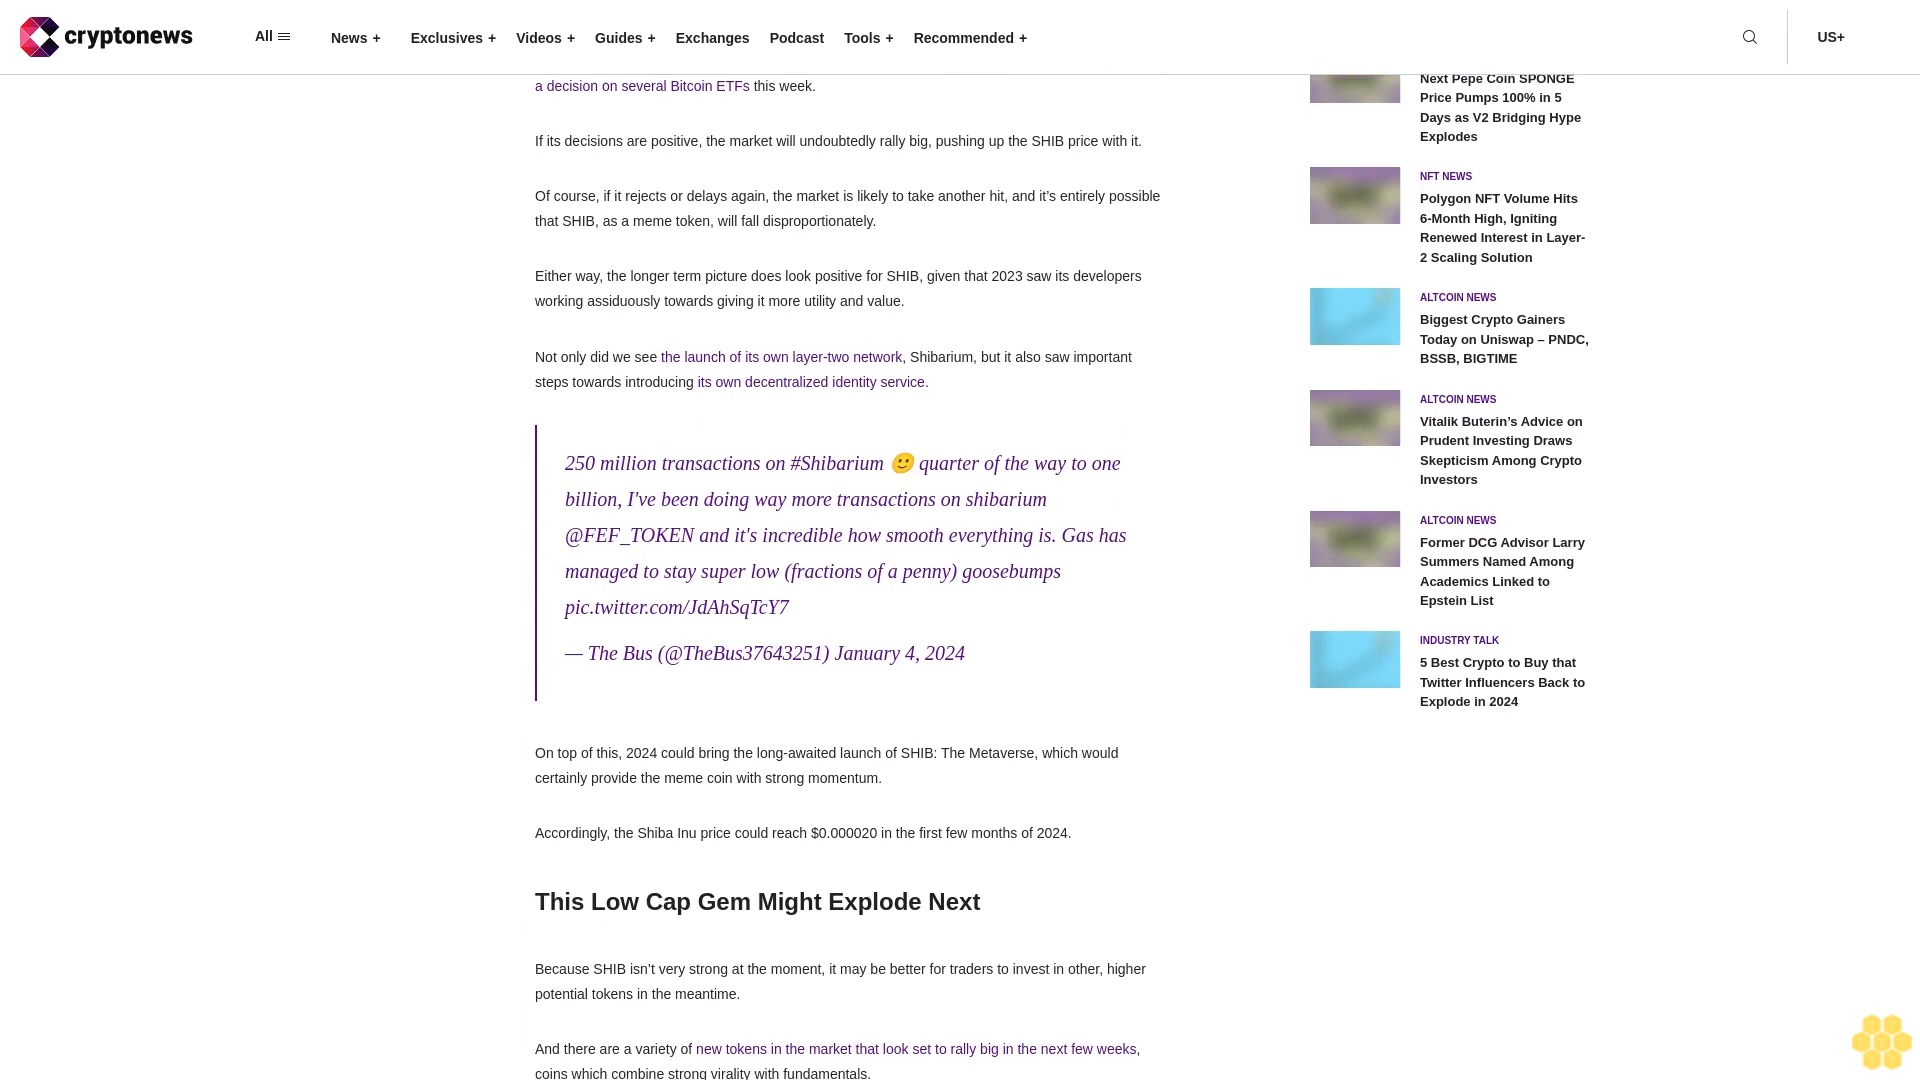 cryptonews
All
News +
Exclusives +
Videos +
Guides +
Exchanges
Podcast
Tools +
Recommended +
US+
a decision on several Bitcoin ETFs this week.
If its decisions are positive, the market will undoubtedly rally big, pushing up the SHIB price with it.
Of course, if it rejects or delays again, the market is likely to take another hit, and it’s entirely possible
that SHIB, as a meme token, will fall disproportionately.
Either way, the longer term picture does look positive for SHIB, given that 2023 saw its developers
working assiduously towards giving it more utility and value.
Not only did we see the launch of its own layer-two network, Shibarium, but it also saw important
steps towards introducing its own decentralized identity service.
250 million transactions on #Shibarium 🙂 quarter of the way to one
billion, I've been doing way more transactions on shibarium
@FEF_TOKEN and it's incredible how smooth everything is. Gas has
managed to stay super low (fractions of a penny) goosebumps
pic.twitter.com/JdAhSqTcY7
— The Bus (@TheBus37643251) January 4, 2024
On top of this, 2024 could bring the long-awaited launch of SHIB: The Metaverse, which would
certainly provide the meme coin with strong momentum.
Accordingly, the Shiba Inu price could reach $0.000020 in the first few months of 2024.
This Low Cap Gem Might Explode Next
Because SHIB isn’t very strong at the moment, it may be better for traders to invest in other, higher
potential tokens in the meantime.
And there are a variety of new tokens in the market that look set to rally big in the next few weeks,
coins which combine strong virality with fundamentals.
Next Pepe Coin SPONGE
Price Pumps 100% in 5
Days as V2 Bridging Hype
Explodes
NFT NEWS
Polygon NFT Volume Hits
6-Month High, Igniting
Renewed Interest in Layer-
2 Scaling Solution
ALTCOIN NEWS
Biggest Crypto Gainers
Today on Uniswap – PNDC,
BSSB, BIGTIME
ALTCOIN NEWS
Vitalik Buterin’s Advice on
Prudent Investing Draws
Skepticism Among Crypto
Investors
ALTCOIN NEWS
Former DCG Advisor Larry
Summers Named Among
Academics Linked to
Epstein List
INDUSTRY TALK
5 Best Crypto to Buy that
Twitter Influencers Back to
Explode in 2024